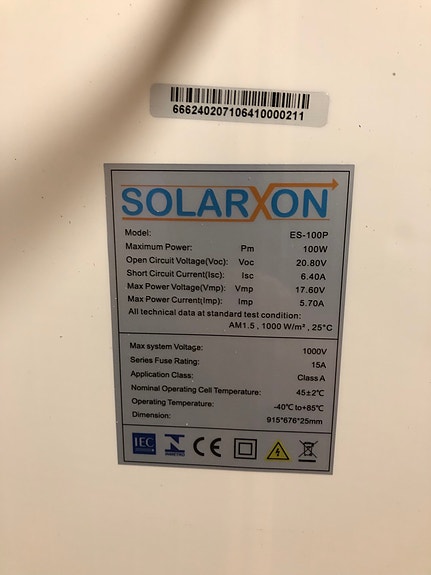 666240207106410000211
SOLARXON
Model: ES-100P
Maximum Power: Pm 100W
Open Circuit Voltage(Voc): Voc 20.80V
Short Circuit Current(Isc): Isc 6.40A
Max Power Voltage(Vmp): Vmp 17.60V
Max Power Current(Imp): Imp 5.70A
All technical data at standard test condition:
AM1.5, 1000 W/m², 25°C
Max system Voltage: 1000V
Series Fuse Rating: 15A
Application Class: Class A
Nominal Operating Cell Temperature: 45±2℃
Operating Temperature: -40℃ to+85℃
Dimension: 915*676*25mm
IEC INMETRO CE